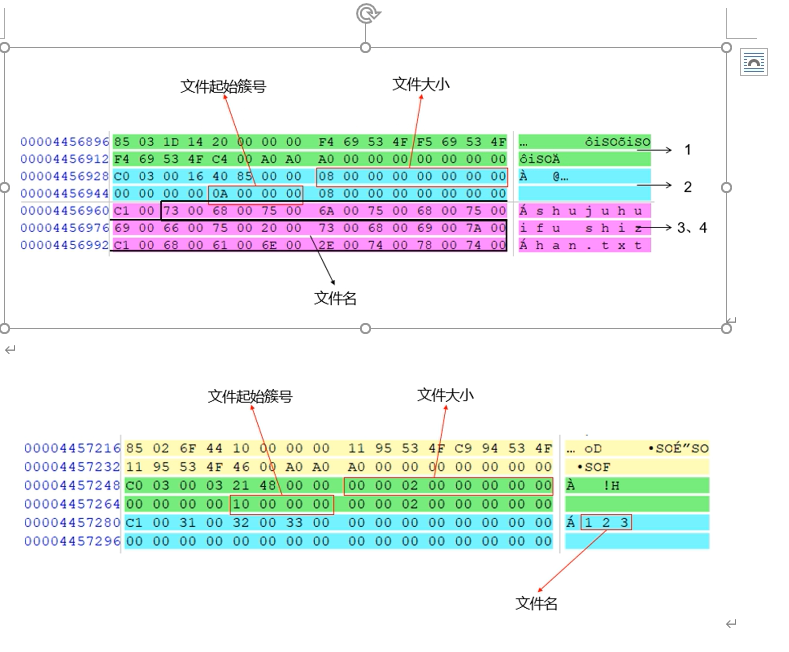 文件起始簇号 文件大小
00004456896 85 03 1D 14 20 00 00 00 F4 69 53 4F F5 69 53 4F … ôiSOõiSO 1
00004456912 F4 69 53 4F C4 00 A0 A0 A0 00 00 00 00 00 00 00 ôiSOÄ
00004456928 C0 03 00 16 40 85 00 00 08 00 00 00 00 00 00 00 À @… 2
00004456944 00 00 00 00 0A 00 00 00 08 00 00 00 00 00 00 00
00004456960 C1 00 73 00 68 00 75 00 6A 00 75 00 68 00 75 00 Á s h u j u h u
00004456976 69 00 66 00 75 00 20 00 73 00 68 00 69 00 7A 00 i f u s h i z 3、4
00004456992 C1 00 68 00 61 00 6E 00 2E 00 74 00 78 00 74 00 Á h a n . t x t
文件名
文件起始簇号 文件大小
00004457216 85 02 6F 44 10 00 00 00 11 95 53 4F C9 94 53 4F … oD •SOÉ”SO
00004457232 11 95 53 4F 46 00 A0 A0 A0 00 00 00 00 00 00 00 •SOF
00004457248 C0 03 00 03 21 48 00 00 00 00 02 00 00 00 00 00 À !H
00004457264 00 00 00 00 10 00 00 00 00 00 02 00 00 00 00 00
00004457280 C1 00 31 00 32 00 33 00 00 00 00 00 00 00 00 00 Á 1 2 3
00004457296 00 00 00 00 00 00 00 00 00 00 00 00 00 00 00 00
文件名